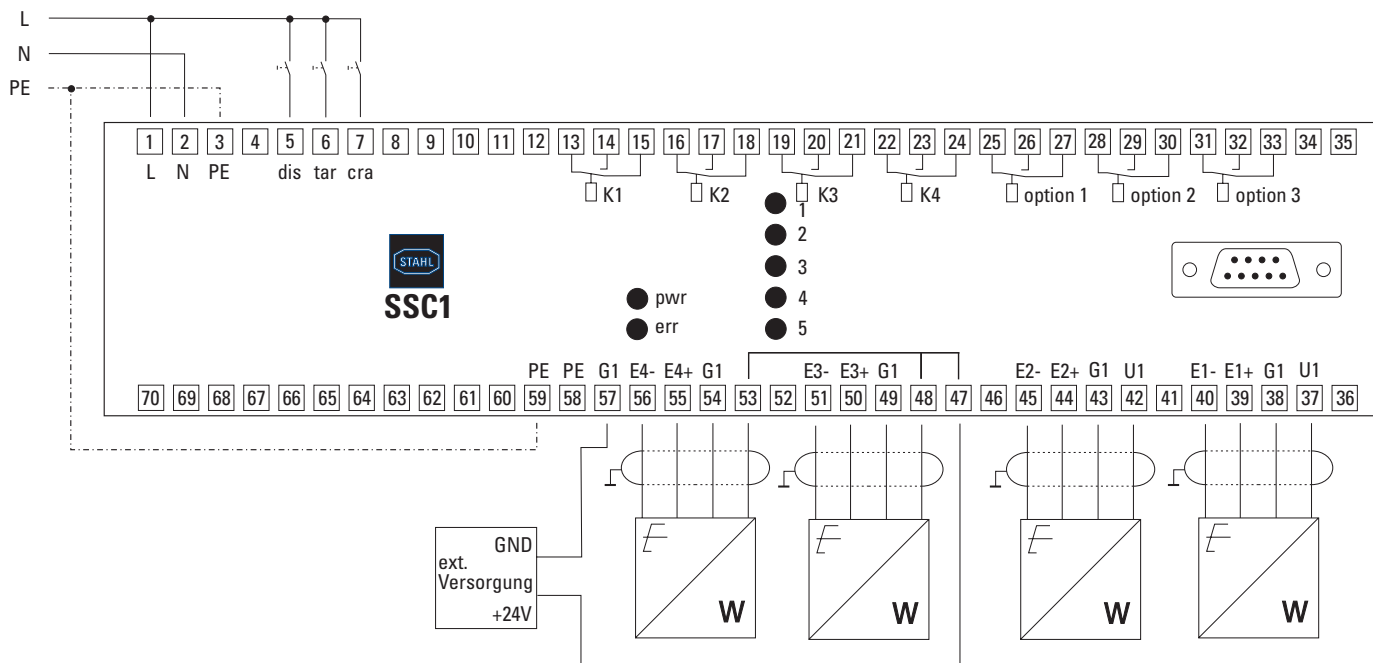 L
N
PE
1 2 3 4 5 6 7 8 9 10 11 12 13 14 15 16 17 18 19 20 21 22 23 24 25 26 27 28 29 30 31 32 33 34 35
L N PE dis tar cra
K1 K2 K3 K4 option 1 option 2 option 3
1
2
3
4
5
STAHL
SSC1
pwr
err
PE PE G1 E4- E4+ G1 E3- E3+ G1 E2- E2+ G1 U1 E1- E1+ G1 U1
70 69 68 67 66 65 64 63 62 61 60 59 58 57 56 55 54 53 52 51 50 49 48 47 46 45 44 43 42 41 40 39 38 37 36
GND
ext.
Versorgung
+24V
E W
E W
E W
E W